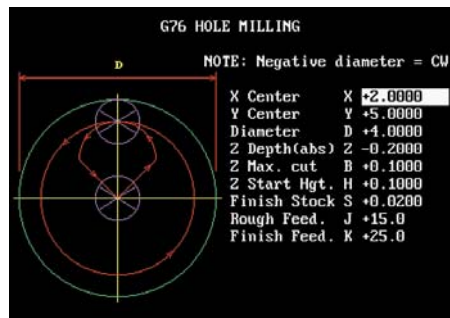 G76 HOLE MILLING
D
NOTE: Negative diameter = CW
X Center X +2.0000
Y Center Y +5.0000
Diameter D +4.0000
Z Depth(abs) Z -0.2000
Z Max. cut B +0.1000
Z Start Hgt. H +0.1000
Finish Stock S +0.0200
Rough Feed. J +15.0
Finish Feed. K +25.0